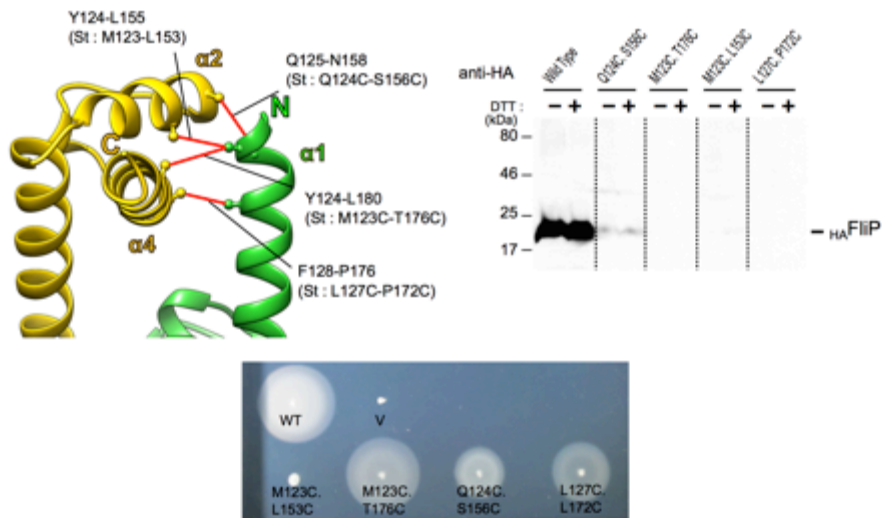 Y124-L155
(St : M123-L153)
α2
Q125-N158
(St : Q124C-S156C)
N
C
α1
Y124-L180
(St : M123C-T176C)
α4
F128-P176
(St : L127C-P172C)
anti-HA
Wild Type
Q124C. S156C
M123C. T176C
M123C. L153C
L127C. P172C
DTT : − + − + − + − + − +
(kDa)
80
46
25
17
HAFliP
WT
V
M123C.
L153C
M123C.
T176C
Q124C.
S156C
L127C.
L172C